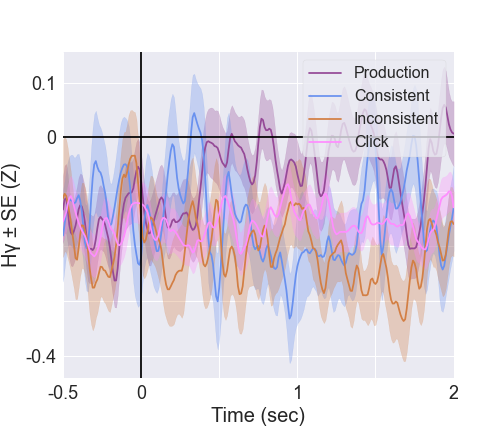 Production
Consistent
Inconsistent
Click
0.1
0
-0.4
Hγ ± SE (Z)
-0.5
0
1
2
Time (sec)